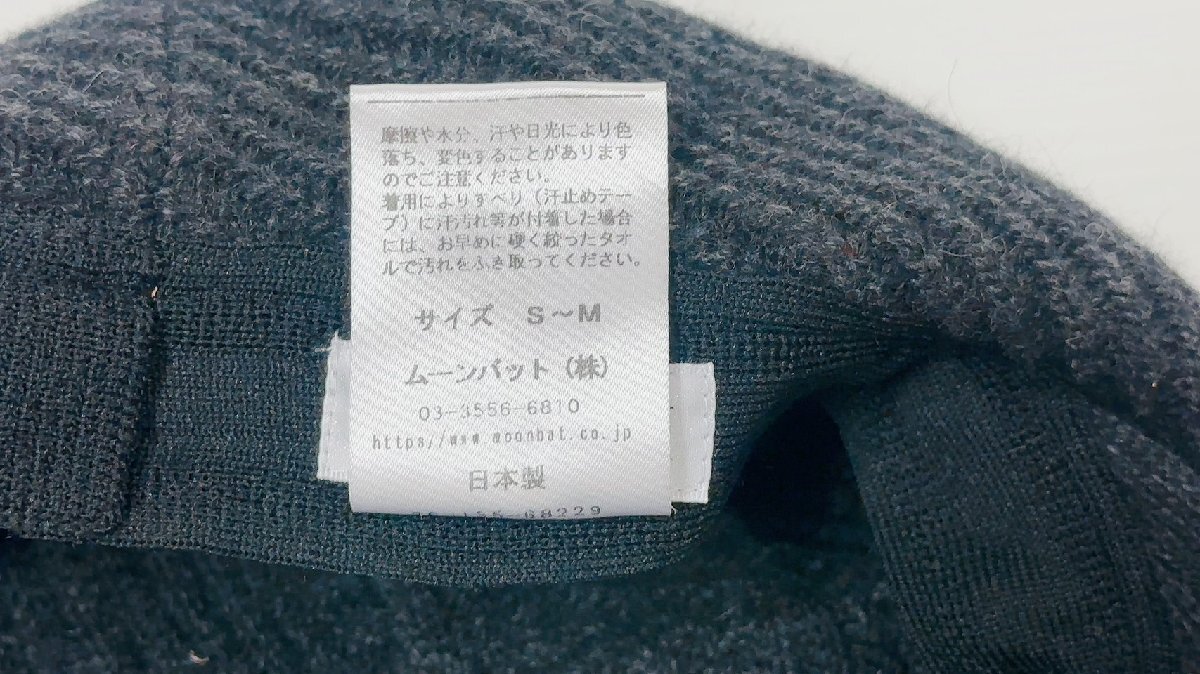 摩擦や水分、汗や日光により色
落ち、変色することがあります
のでご注意ください。
着用によりすべり（汗止めテー
プ）に汗汚れ等が付着した場合
には、お早めに硬く絞ったタオ
ルで汚れをふき取ってください。
サイズ S～M
ムーンバット（株）
03-3556-6810
https://www.moonbat.co.jp
日本製
68229